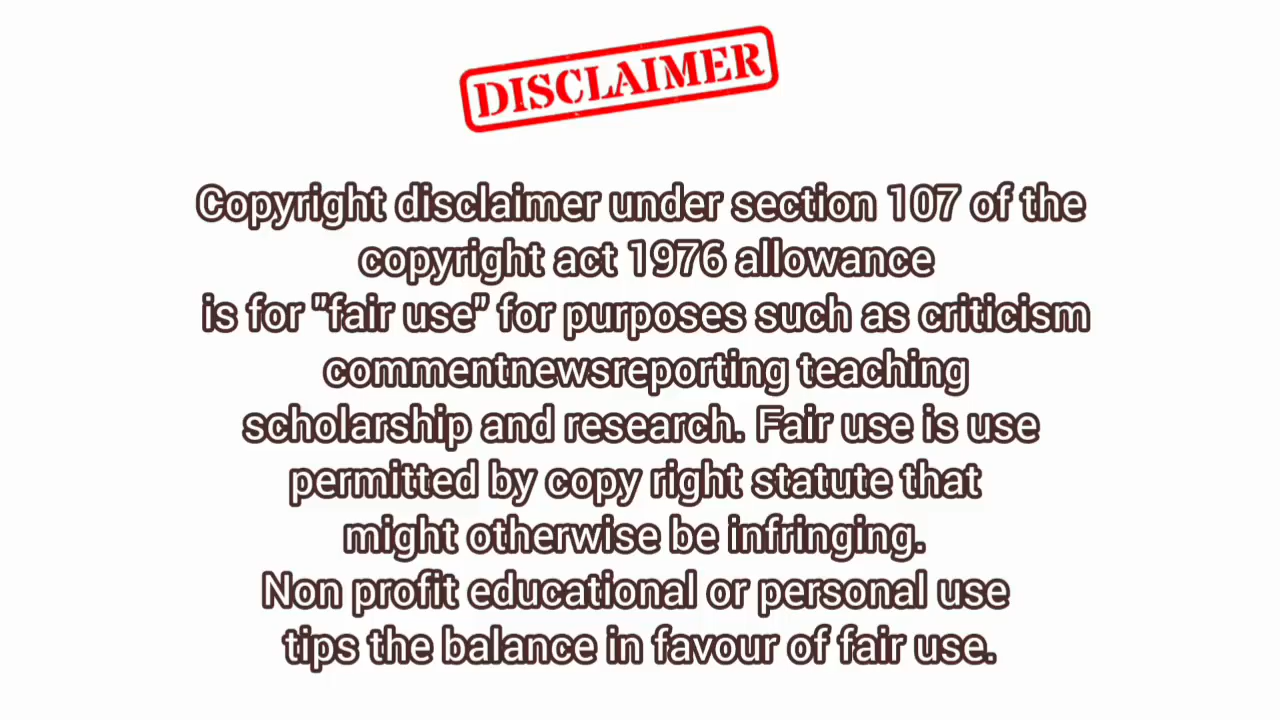 DISCLAIMER
Copyright disclaimer under section 107 of the
copyright act 1976 allowance
is for "fair use" for purposes such as criticism
commentnewsreporting teaching
scholarship and research. Fair use is use
permitted by copy right statute that
might otherwise be infringing.
Non profit educational or personal use
tips the balance in favour of fair use.